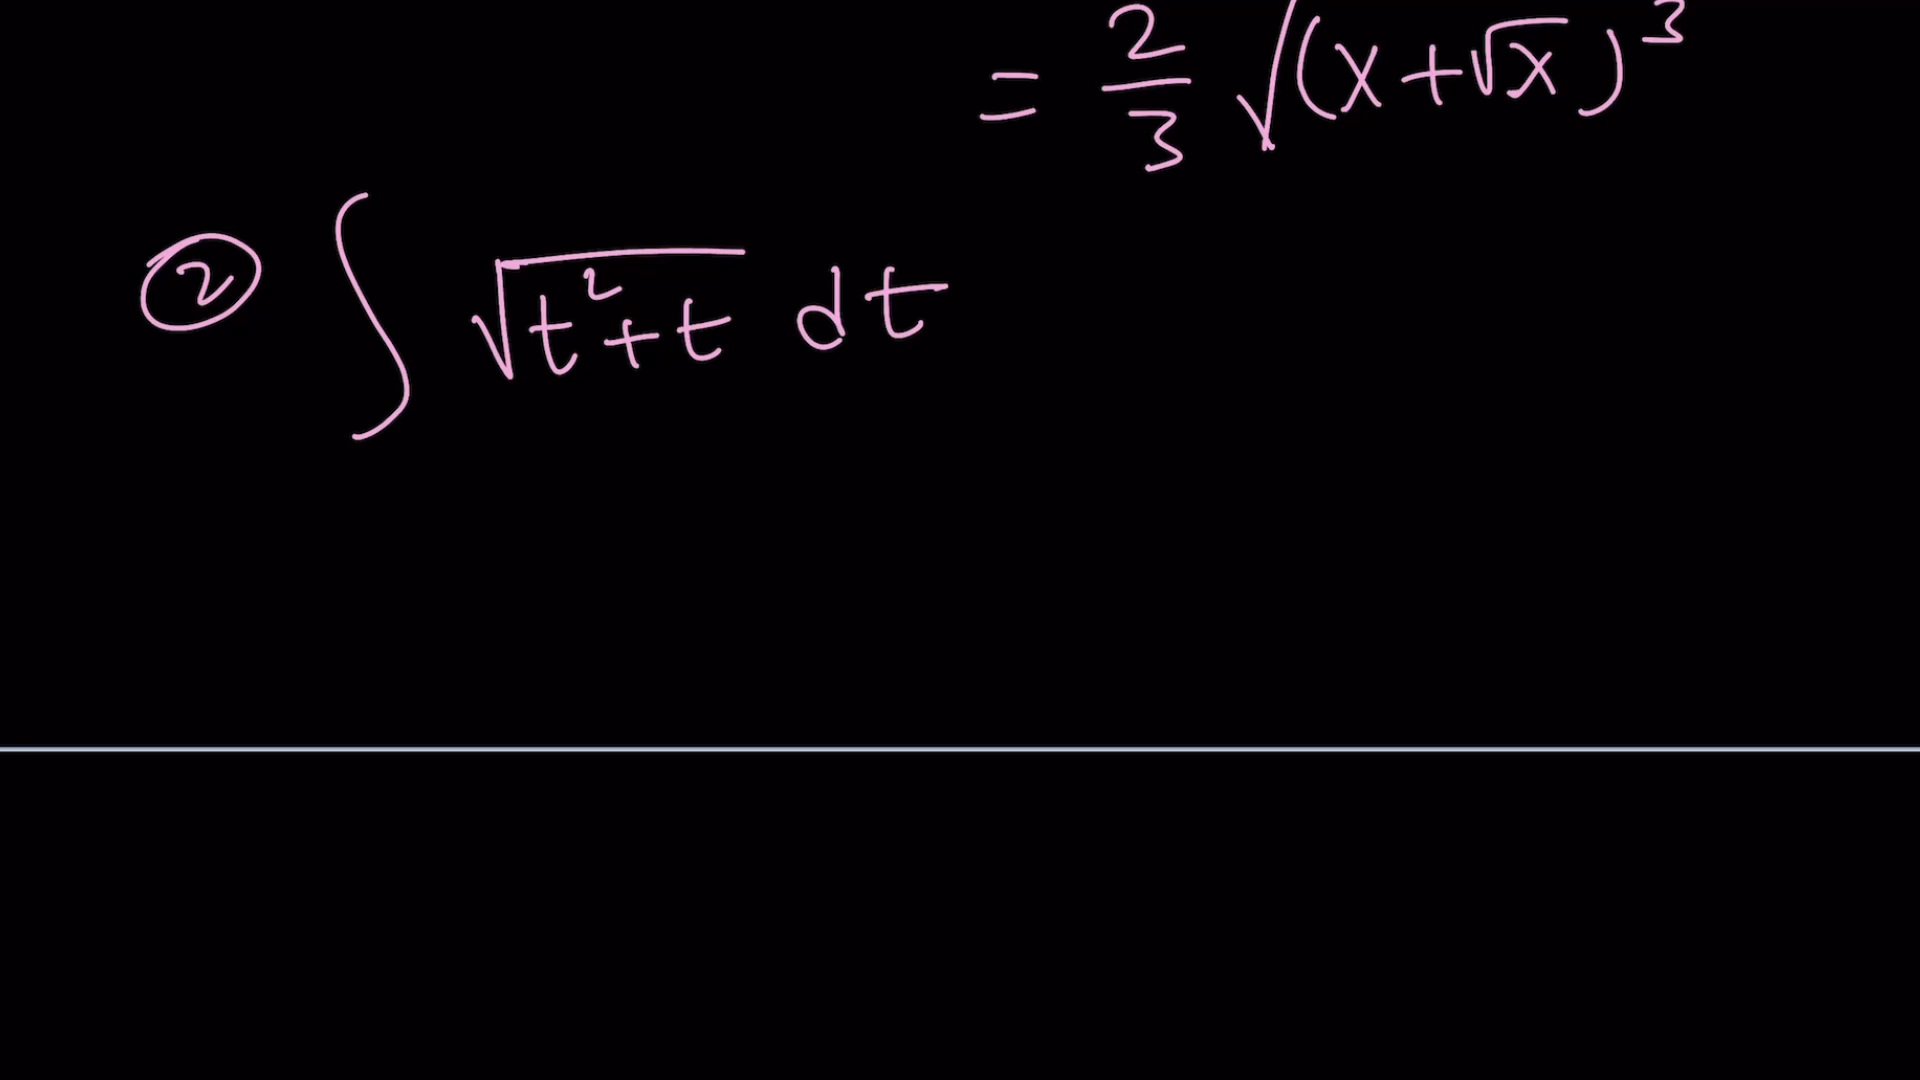 = 2/3 √(x+√x)³
② ∫ √t²+t dt